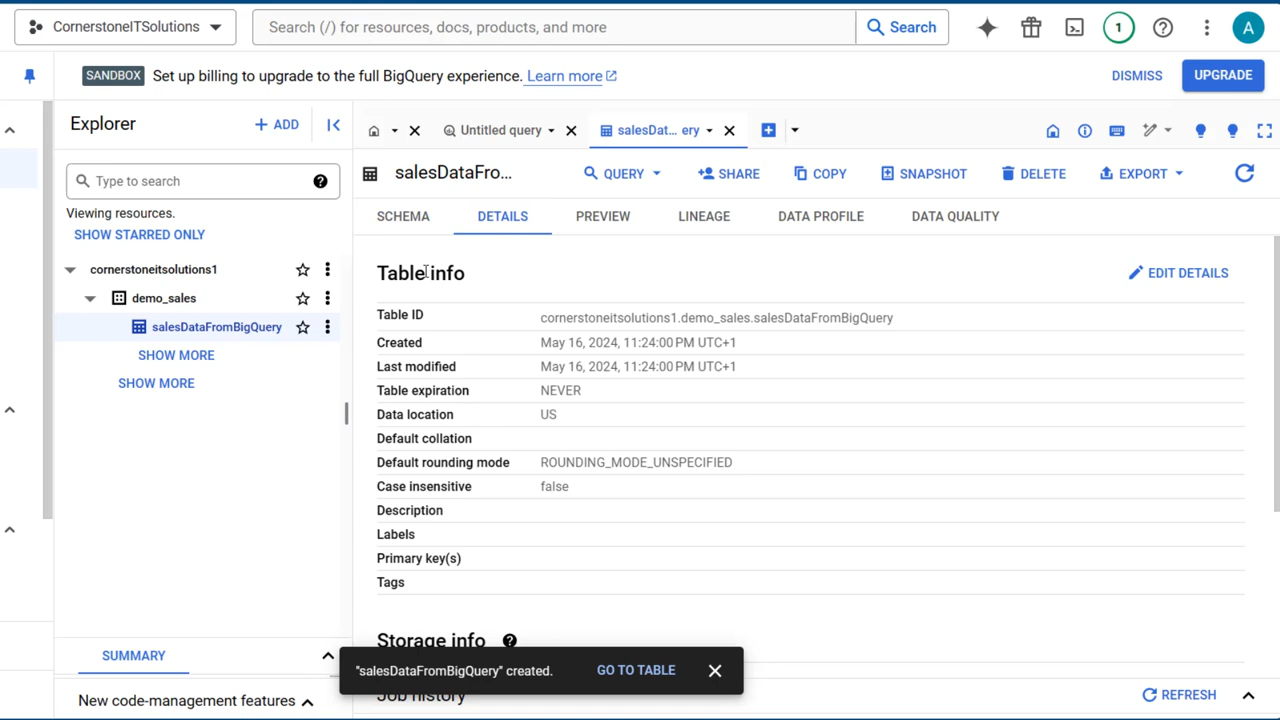 CornerstoneITSolutions
Search (/) for resources, docs, products, and more
Search
1
A
SANDBOX Set up billing to upgrade to the full BigQuery experience. Learn more
DISMISS
UPGRADE
Explorer
+ ADD
Type to search
Viewing resources.
SHOW STARRED ONLY
cornerstoneitsolutions1
demo_sales
salesDataFromBigQuery
SHOW MORE
SHOW MORE
SUMMARY
New code-management features
Untitled query
salesDat... ery
salesDataFro...
QUERY
SHARE
COPY
SNAPSHOT
DELETE
EXPORT
SCHEMA
DETAILS
PREVIEW
LINEAGE
DATA PROFILE
DATA QUALITY
Table info
EDIT DETAILS
Table ID cornerstoneitsolutions1.demo_sales.salesDataFromBigQuery
Created May 16, 2024, 11:24:00 PM UTC+1
Last modified May 16, 2024, 11:24:00 PM UTC+1
Table expiration NEVER
Data location US
Default collation
Default rounding mode ROUNDING_MODE_UNSPECIFIED
Case insensitive false
Description
Labels
Primary key(s)
Tags
Storage info
"salesDataFromBigQuery" created. GO TO TABLE
Job history
REFRESH